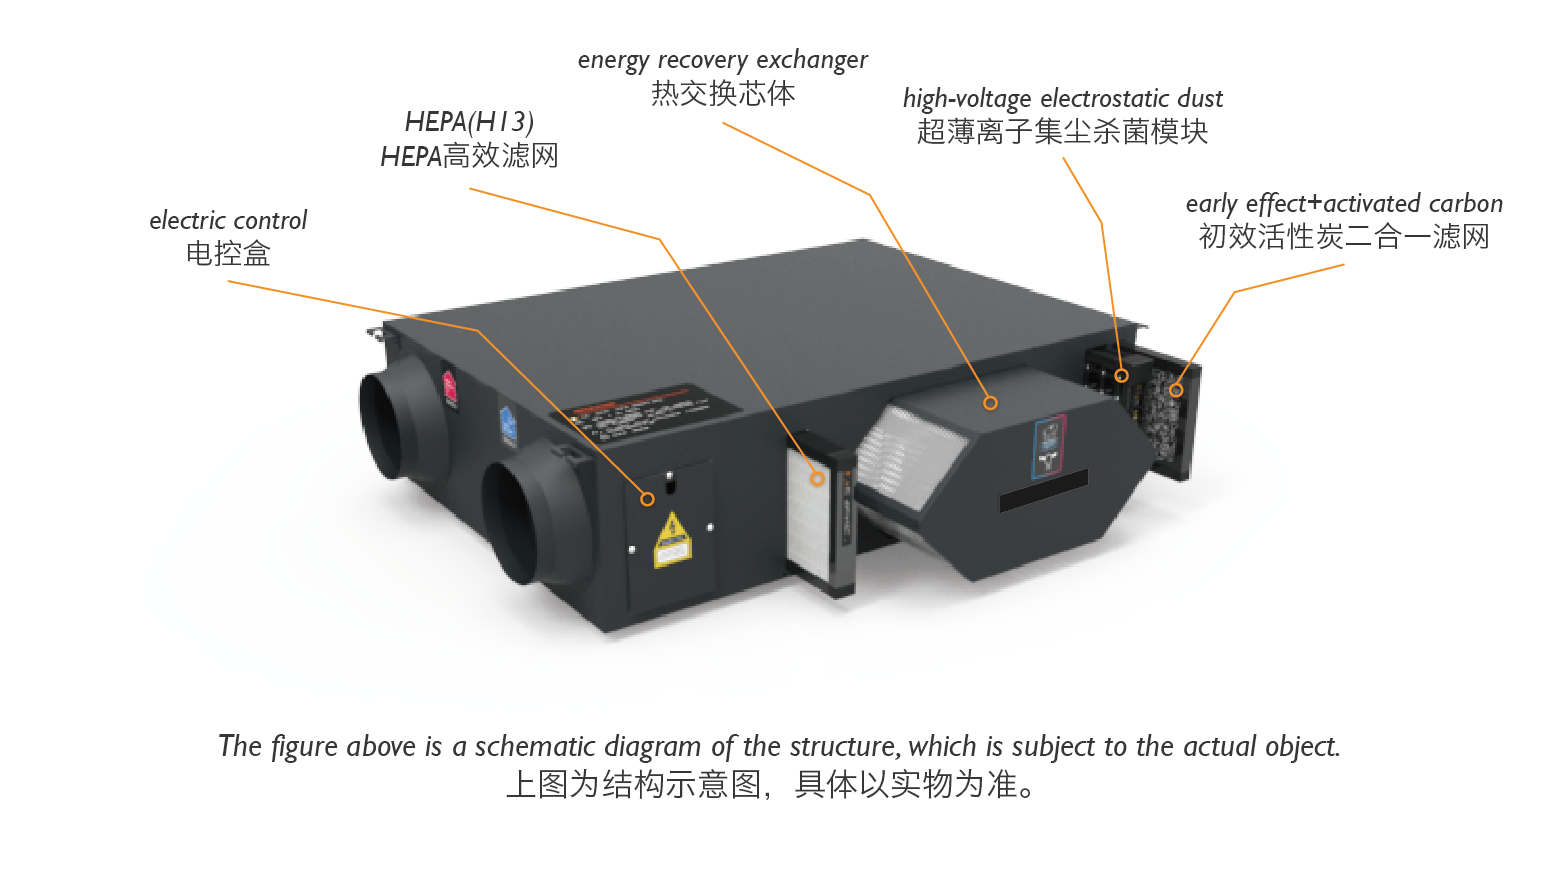 energy recovery exchanger
热交换芯体
high-voltage electrostatic dust
超薄离子集尘杀菌模块
HEPA(H13)
HEPA高效滤网
early effect+activated carbon
初效活性炭二合一滤网
electric control
电控盒
The figure above is a schematic diagram of the structure, which is subject to the actual object.
上图为结构示意图，具体以实物为准。